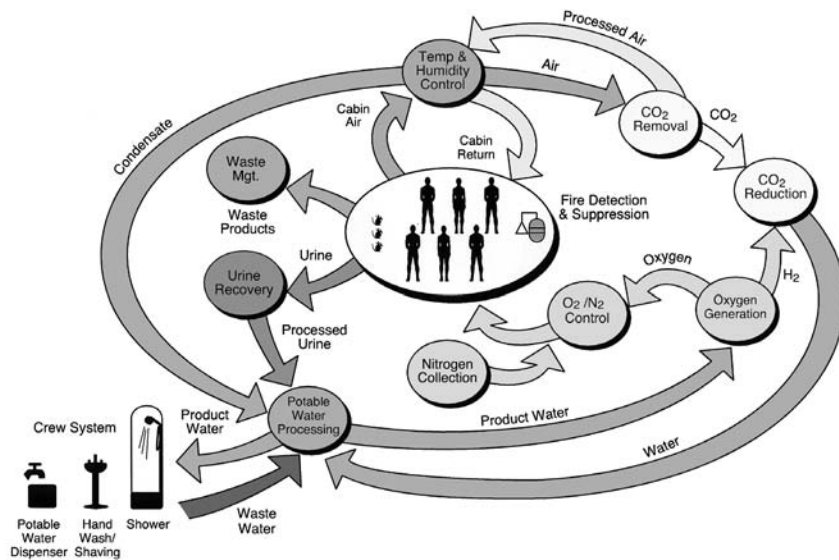 Processed Air
Temp &
Humidity
Control
Air
CO2
Removal
CO2
Condensate
Cabin
Air
Cabin
Return
Waste
Mgt.
Waste
Products
Fire Detection
& Suppression
CO2
Reduction
Urine
Urine
Recovery
Oxygen
H2
O2 /N2
Control
Oxygen
Generation
Processed
Urine
Nitrogen
Collection
Potable
Water
Processing
Product Water
Product
Water
Crew System
Water
Waste
Water
Potable
Water
Dispenser
Hand
Wash/
Shaving
Shower